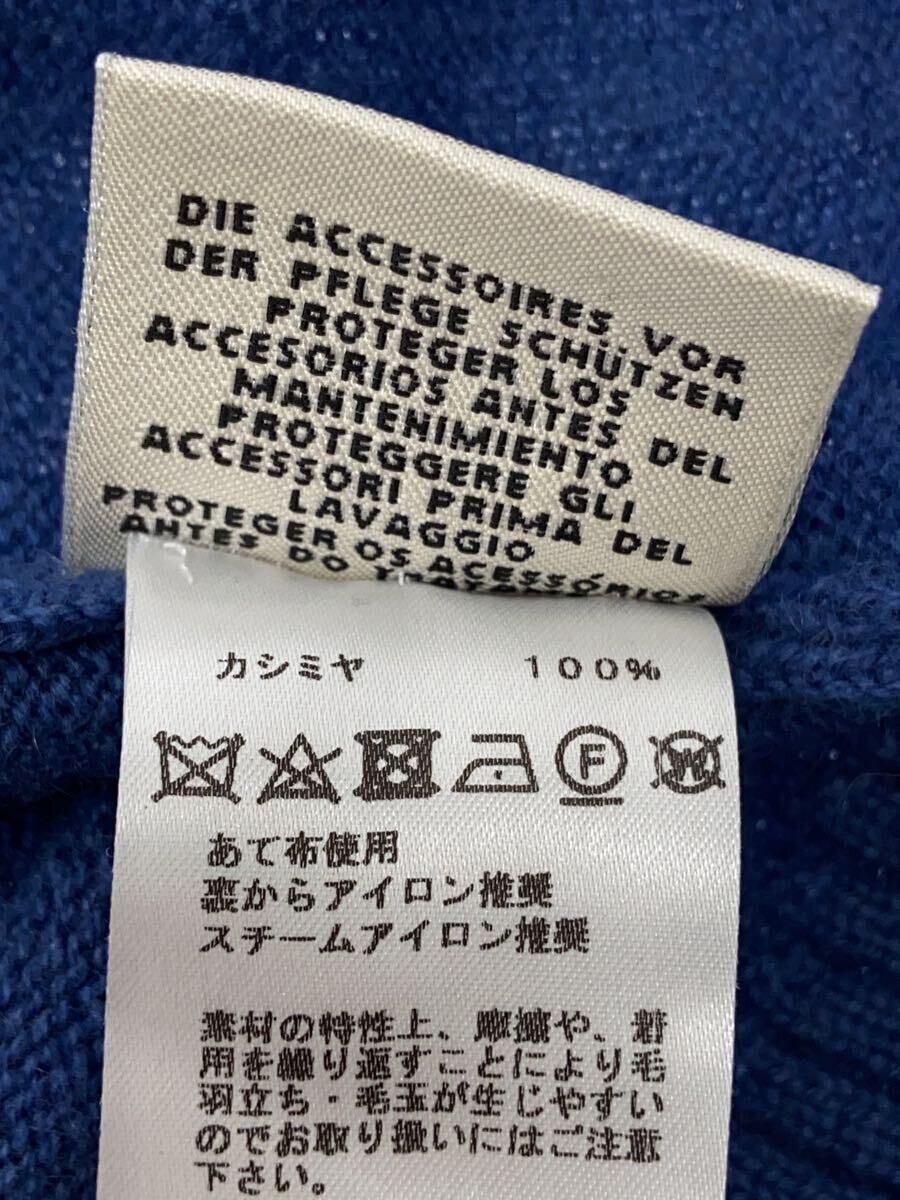 DIE ACCESSOIRES VOR
DER PFLEGE SCHÜTZEN
PROTEGER LOS
ACCESORIOS ANTES DEL
MANTENIMIENTO
PROTEGGERE GLI
ACCESSORI PRIMA DEL
LAVAGGIO
PROTEGER OS ACESSÓRIOS
ANTES DO
カシミヤ 100%
F W
あて布使用
裏からアイロン推奨
スチームアイロン推奨
素材の特性上、摩擦や、着
用を繰り返すことにより毛
羽立ち・毛玉が生じやすい
のでお取り扱いにはご注意
下さい。